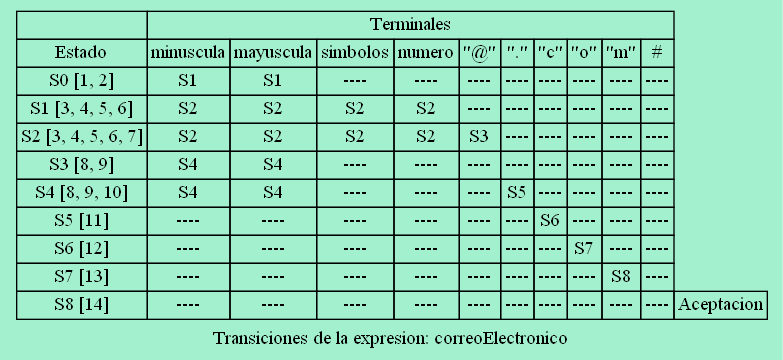 Terminales
Estado minuscula mayuscula simbolos numero "@" "." "c" "o" "m" #
S0 [1, 2] S1 S1 ---- ---- ---- ---- ---- ---- ---- ----
S1 [3, 4, 5, 6] S2 S2 S2 S2 ---- ---- ---- ---- ---- ----
S2 [3, 4, 5, 6, 7] S2 S2 S2 S2 S3 ---- ---- ---- ---- ----
S3 [8, 9] S4 S4 ---- ---- ---- ---- ---- ---- ---- ----
S4 [8, 9, 10] S4 S4 ---- ---- ---- S5 ---- ---- ---- ----
S5 [11] ---- ---- ---- ---- ---- ---- S6 ---- ---- ----
S6 [12] ---- ---- ---- ---- ---- ---- ---- S7 ---- ----
S7 [13] ---- ---- ---- ---- ---- ---- ---- ---- S8 ----
S8 [14] ---- ---- ---- ---- ---- ---- ---- ---- ---- ---- Aceptacion
Transiciones de la expresion: correoElectronico